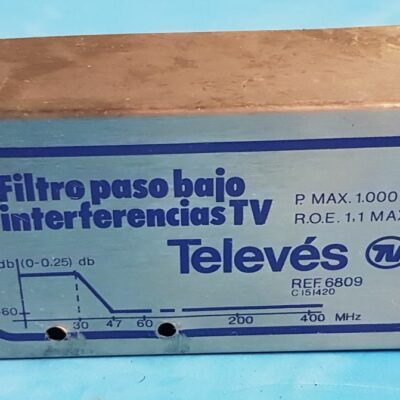 Filtro paso bajo
interferencias TV
P. MAX. 1.000
R.O.E. 1,1 MAX
Televés
REF. 6809
C 151420
db (0-0.25) db
-60
30 47 60 200 400 MHz